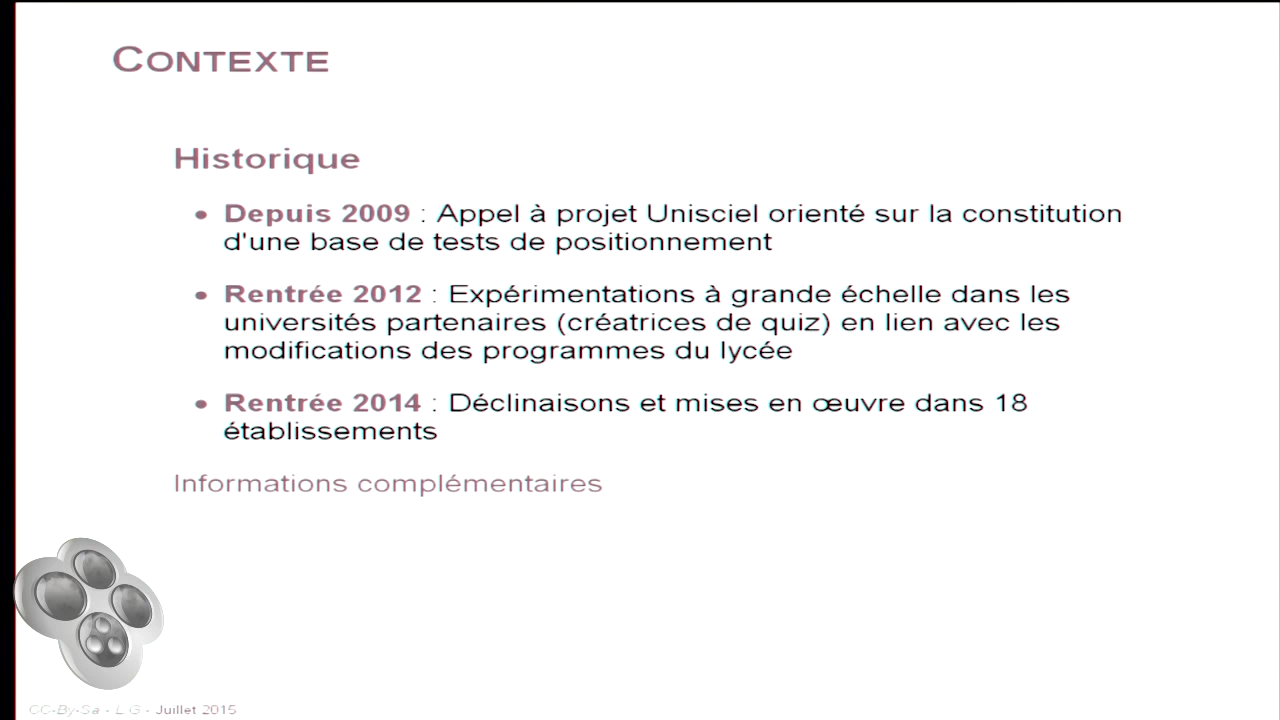 CONTEXTE
Historique
• Depuis 2009 : Appel à projet Unisciel orienté sur la constitution
d'une base de tests de positionnement
• Rentrée 2012 : Expérimentations à grande échelle dans les
universités partenaires (créatrices de quiz) en lien avec les
modifications des programmes du lycée
• Rentrée 2014 : Déclinaisons et mises en œuvre dans 18
établissements
Informations complémentaires
CC-By-Sa - L G - Juillet 2015